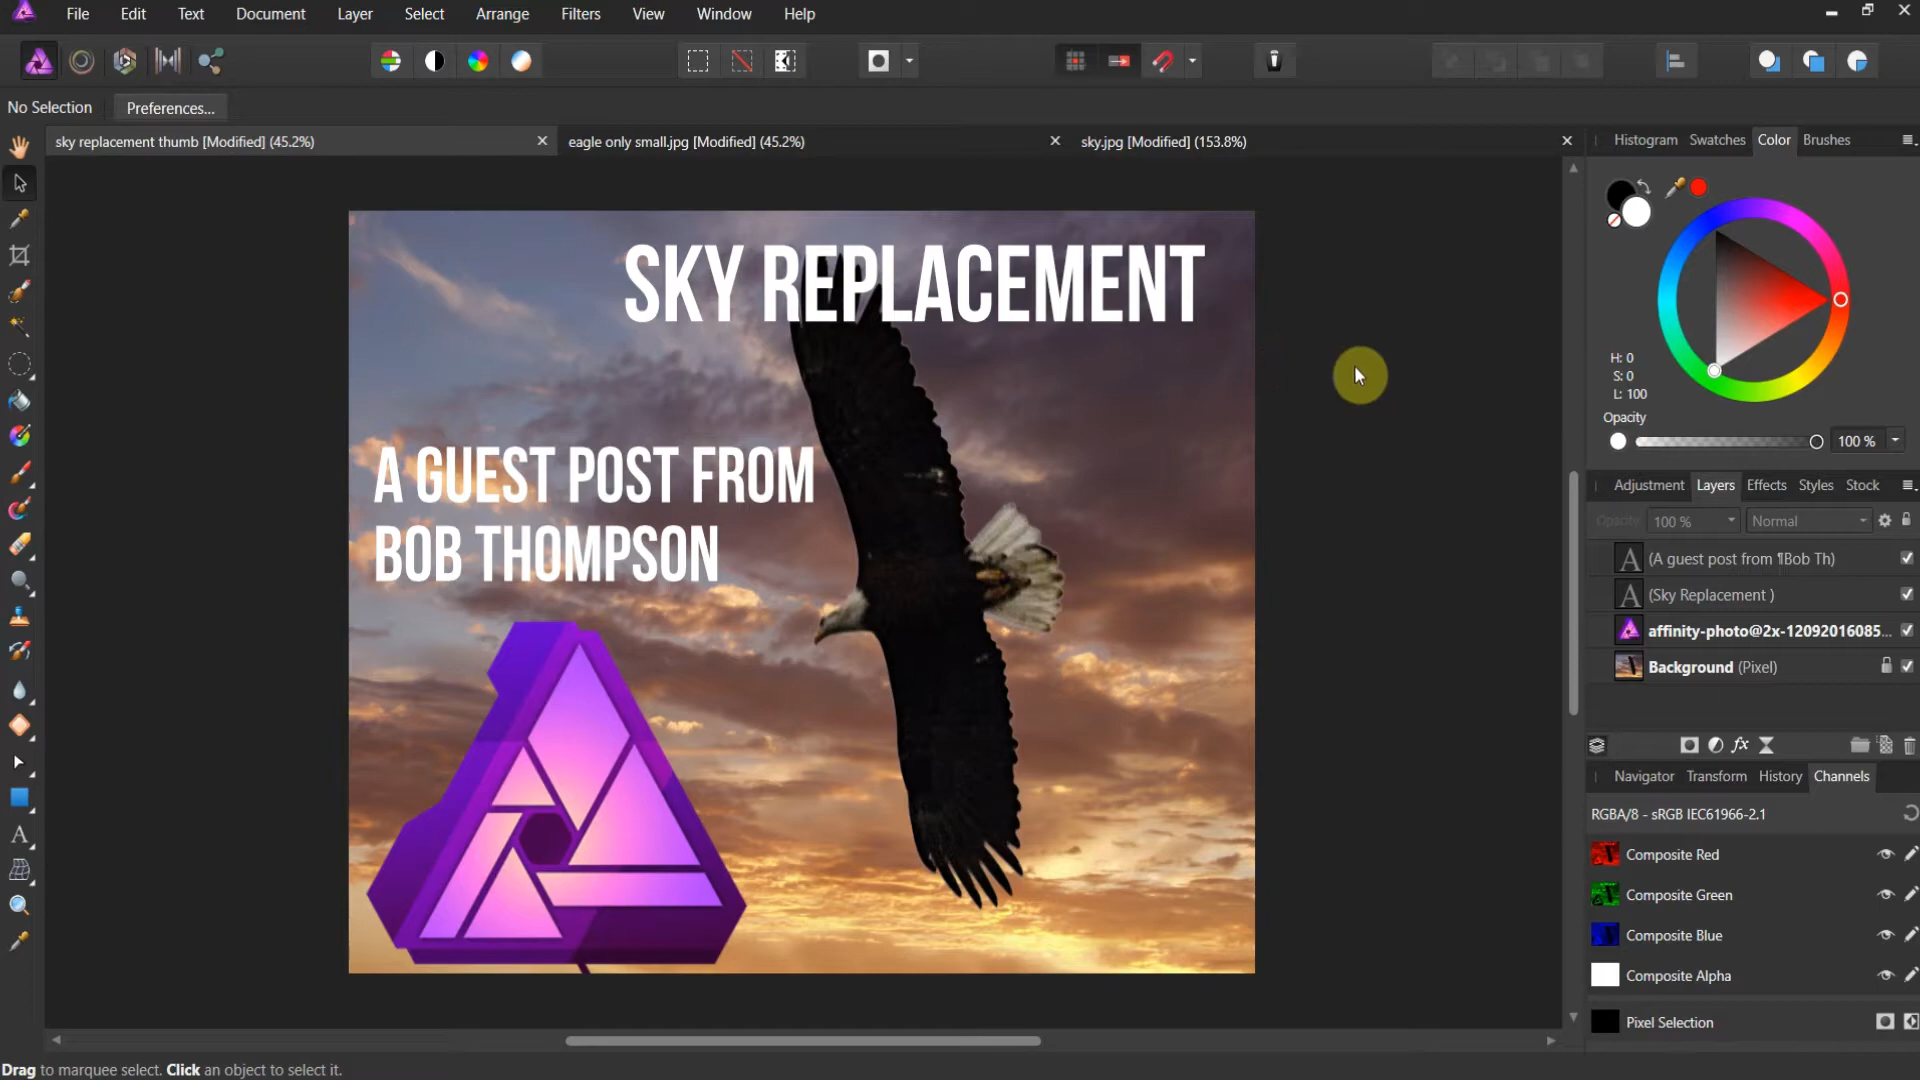 File Edit Text Document Layer Select Arrange Filters View Window Help
No Selection Preferences...
sky replacement thumb [Modified] (45.2%) eagle only small.jpg [Modified] (45.2%) sky.jpg [Modified] (153.8%)
SKY REPLACEMENT
A GUEST POST FROM
BOB THOMPSON
Histogram Swatches Color Brushes
H: 0
S: 0
L: 100
Opacity
100 %
Adjustment Layers Effects Styles Stock
Opacity 100 % Normal
(A guest post from ¶Bob Th)
(Sky Replacement )
affinity-photo@2x-12092016085...
Background (Pixel)
Navigator Transform History Channels
RGBA/8 - sRGB IEC61966-2.1
Composite Red
Composite Green
Composite Blue
Composite Alpha
Pixel Selection
Drag to marquee select. Click an object to select it.